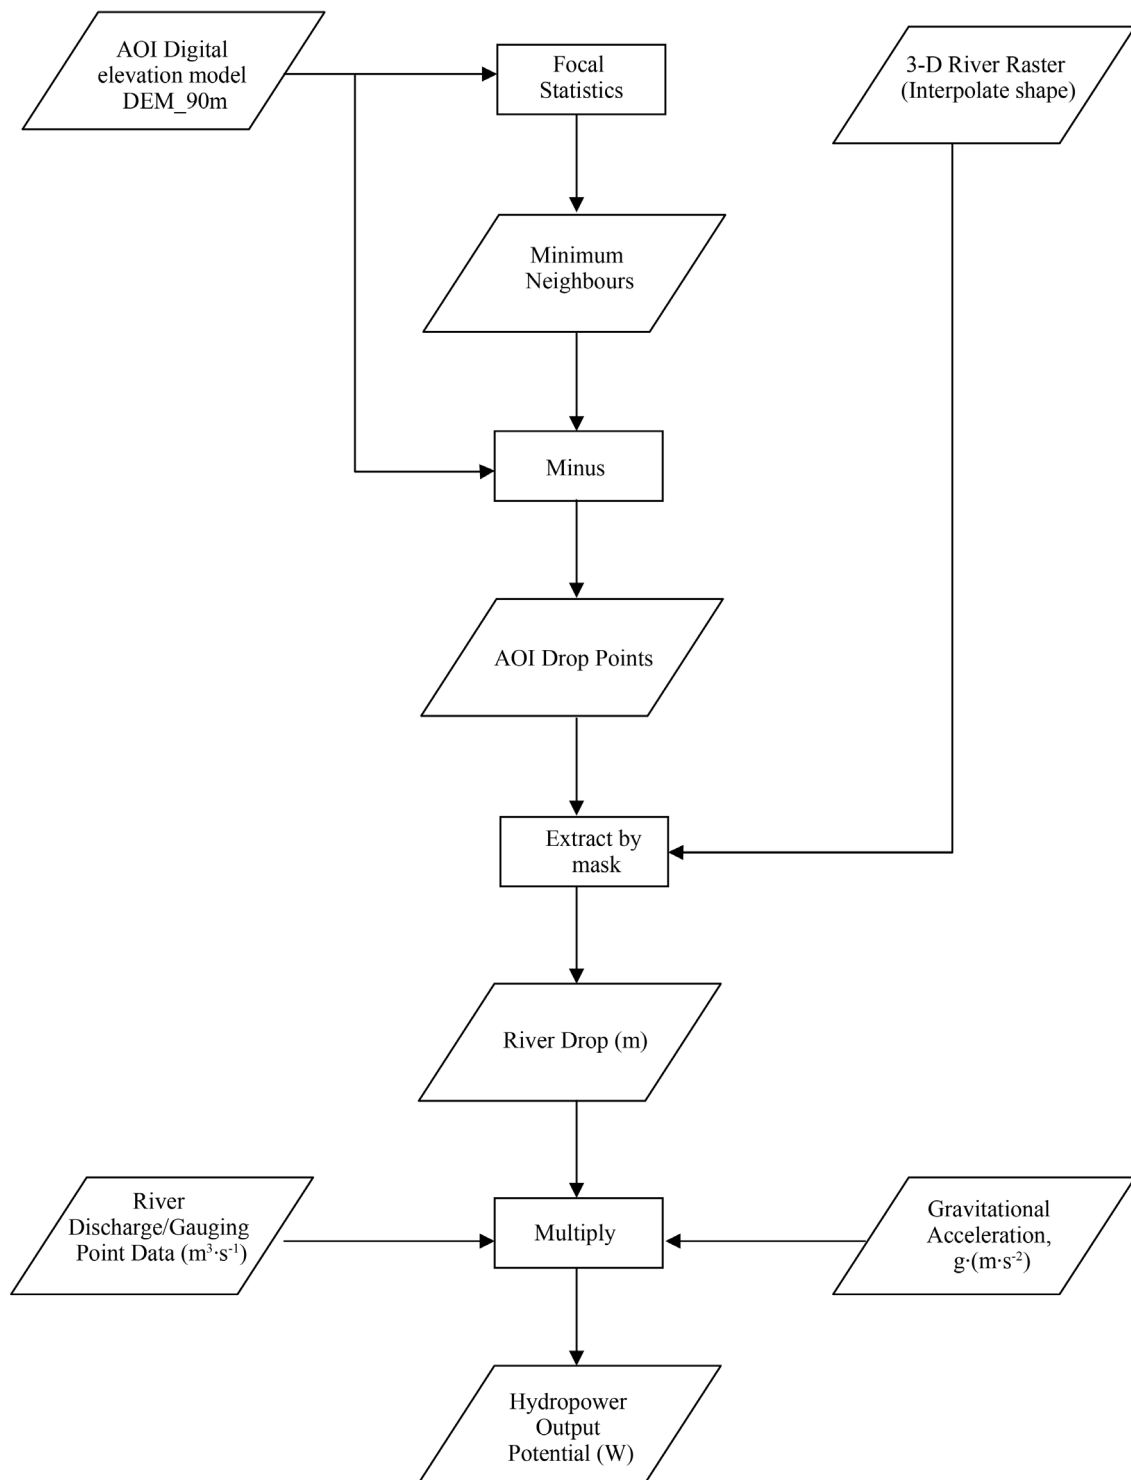 AOI Digital
elevation model
DEM_90m
Focal
Statistics
3-D River Raster
(Interpolate shape)
Minimum
Neighbours
Minus
AOI Drop Points
Extract by
mask
River Drop (m)
River
Discharge/Gauging
Point Data (m³·s⁻¹)
Multiply
Gravitational
Acceleration,
g·(m·s⁻²)
Hydropower
Output
Potential (W)